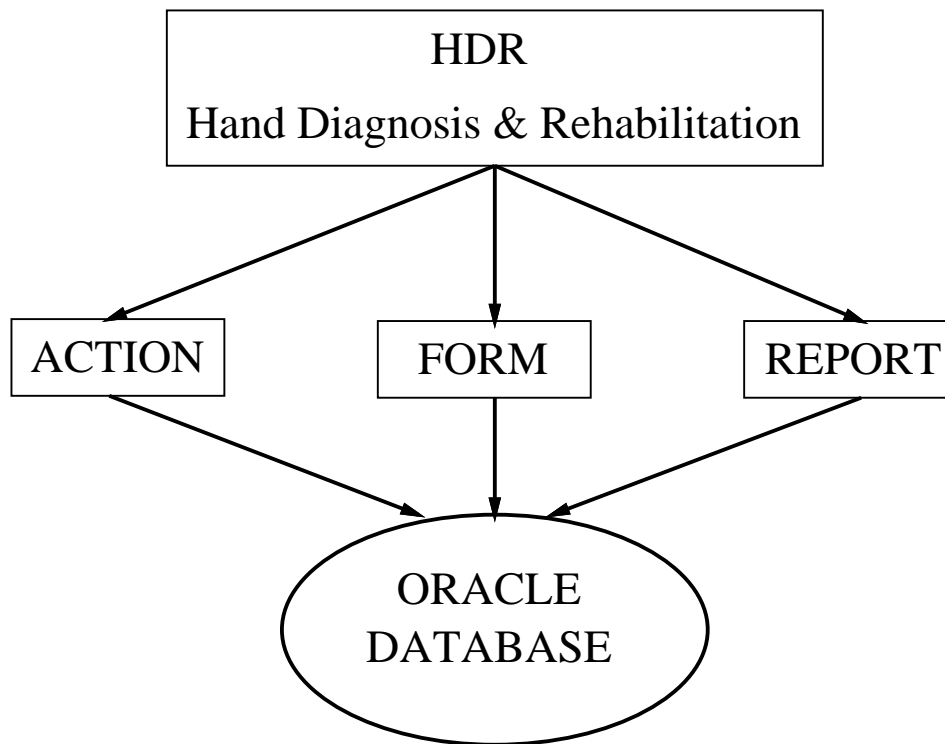 HDR
Hand Diagnosis & Rehabilitation
ACTION
FORM
REPORT
ORACLE
DATABASE